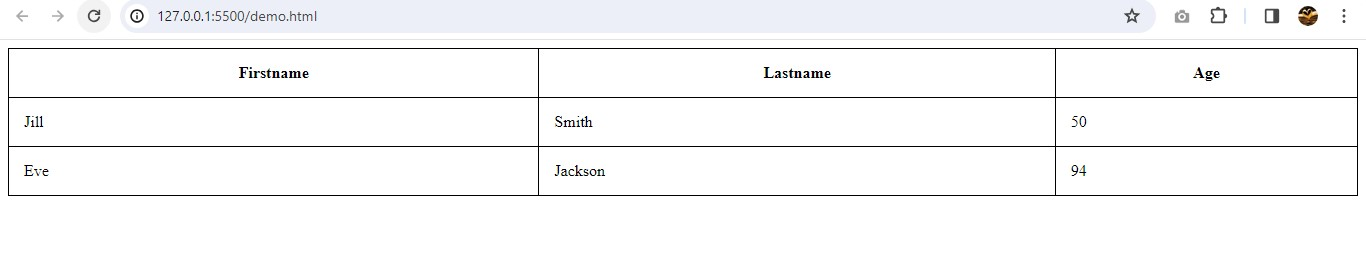 127.0.0.1:5500/demo.html
Firstname Lastname Age
Jill Smith 50
Eve Jackson 94